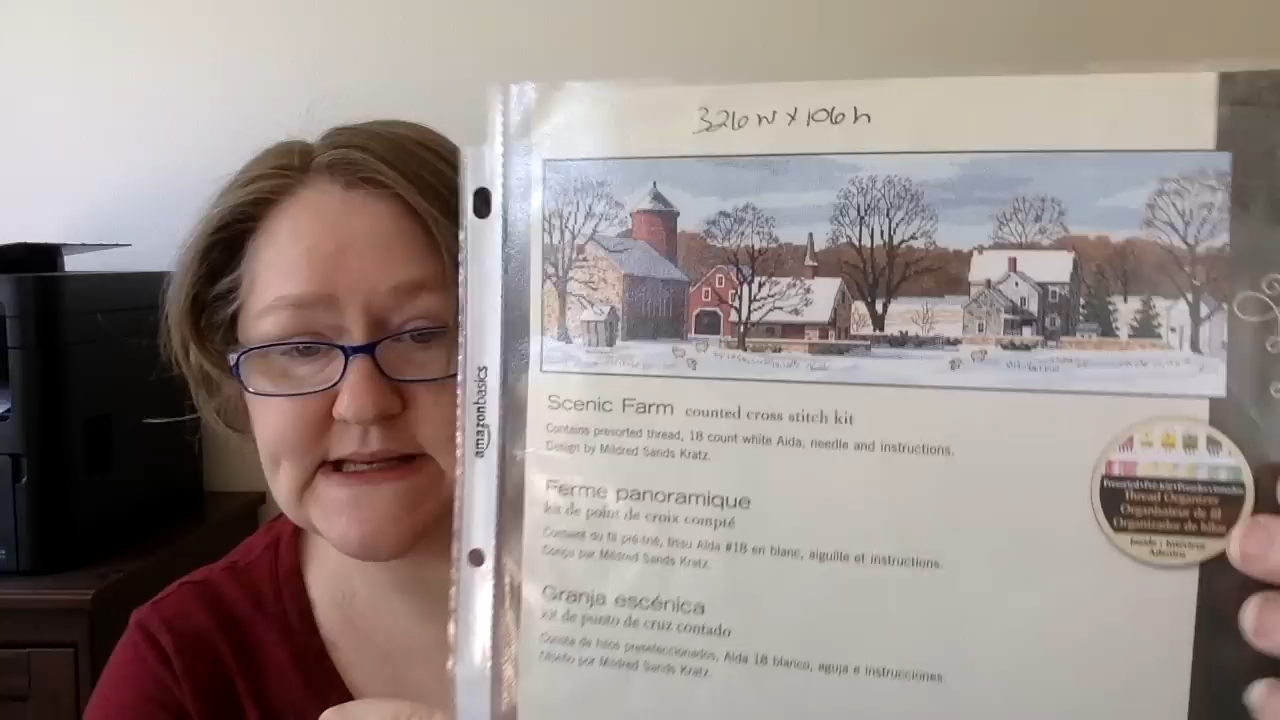 326w x 106h
amazonbasics
Scenic Farm counted cross stitch kit
Contains presorted thread, 18 count white Aida, needle and instructions.
Design by Mildred Sands Kratz.
Ferme panoramique
kit de point de croix compté
Contient du fil pré-trié, tissu Aida #18 en blanc, aiguille et instructions.
Conçu par Mildred Sands Kratz.
Granja escénica
kit de punto de cruz contado
Consta de hilos preseleccionados, Aida 18 blanco, aguja e instrucciones.
Diseño por Mildred Sands Kratz.
Thread Organizer
Organisateur de fil
Organizador de hilos
Inside • Intérieur
Adentro